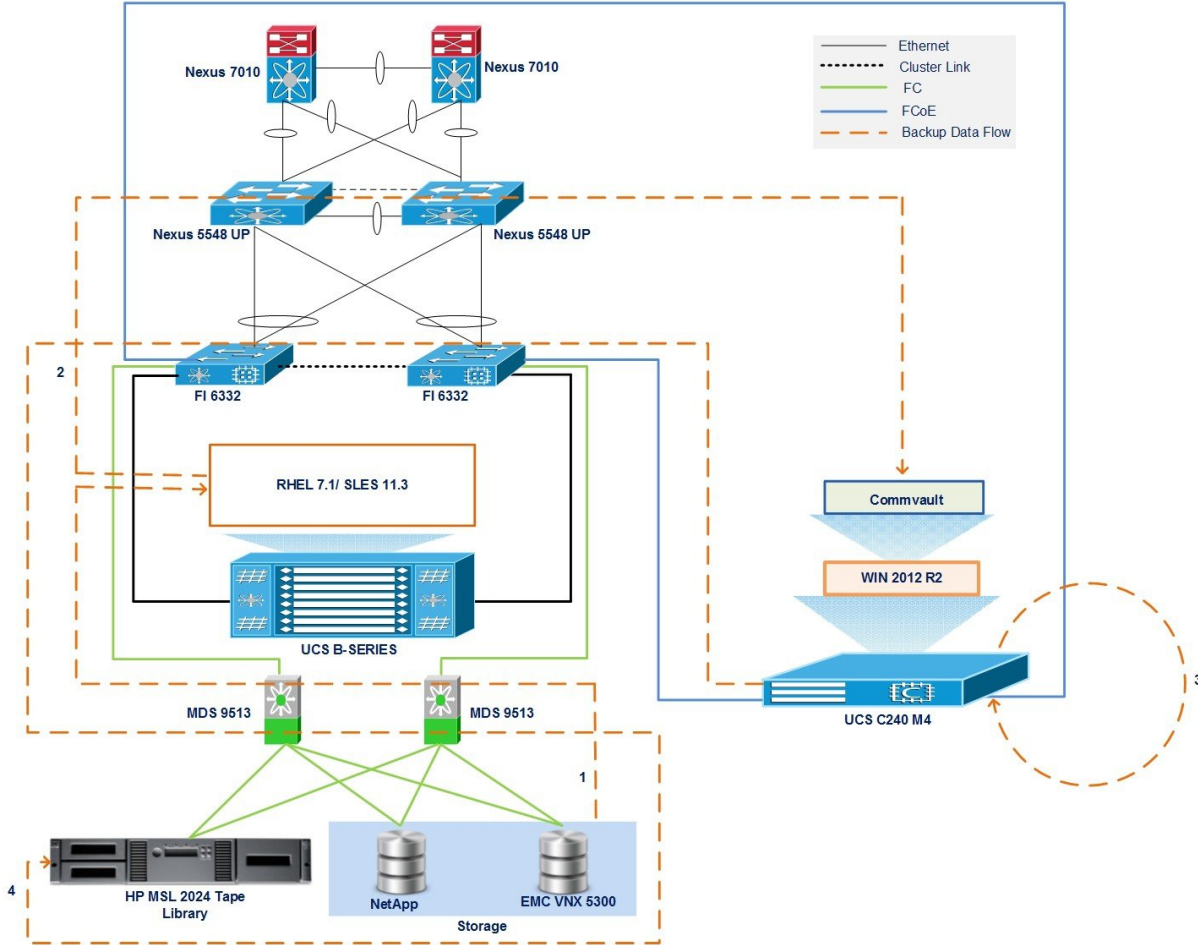 Nexus 7010
Nexus 7010
Ethernet
Cluster Link
FC
FCoE
Backup Data Flow
Nexus 5548 UP
Nexus 5548 UP
2
FI 6332
FI 6332
RHEL 7.1/ SLES 11.3
Commvault
WIN 2012 R2
UCS B-SERIES
3
MDS 9513
MDS 9513
UCS C240 M4
1
4
HP MSL 2024 Tape
Library
NetApp
EMC VNX 5300
Storage